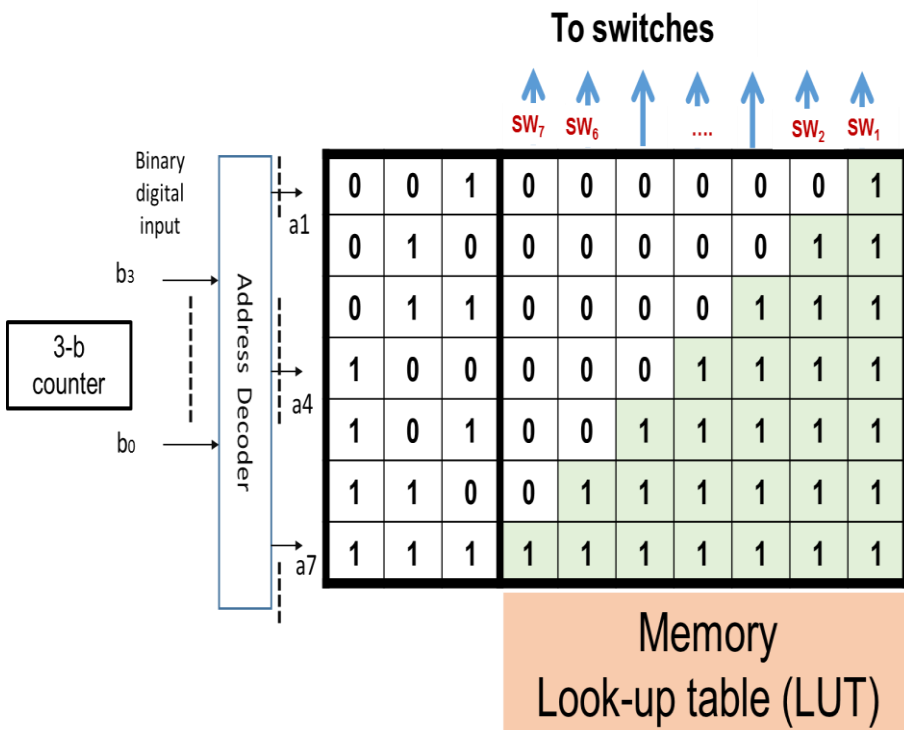 To switches
SW7 SW6 .... SW2 SW1
Binary
digital
input
b3
b0
3-b
counter
Address Decoder
a1
a4
a7
0 0 1 0 0 0 0 0 0 1
0 1 0 0 0 0 0 0 1 1
0 1 1 0 0 0 0 1 1 1
1 0 0 0 0 0 1 1 1 1
1 0 1 0 0 1 1 1 1 1
1 1 0 0 1 1 1 1 1 1
1 1 1 1 1 1 1 1 1 1
Memory
Look-up table (LUT)